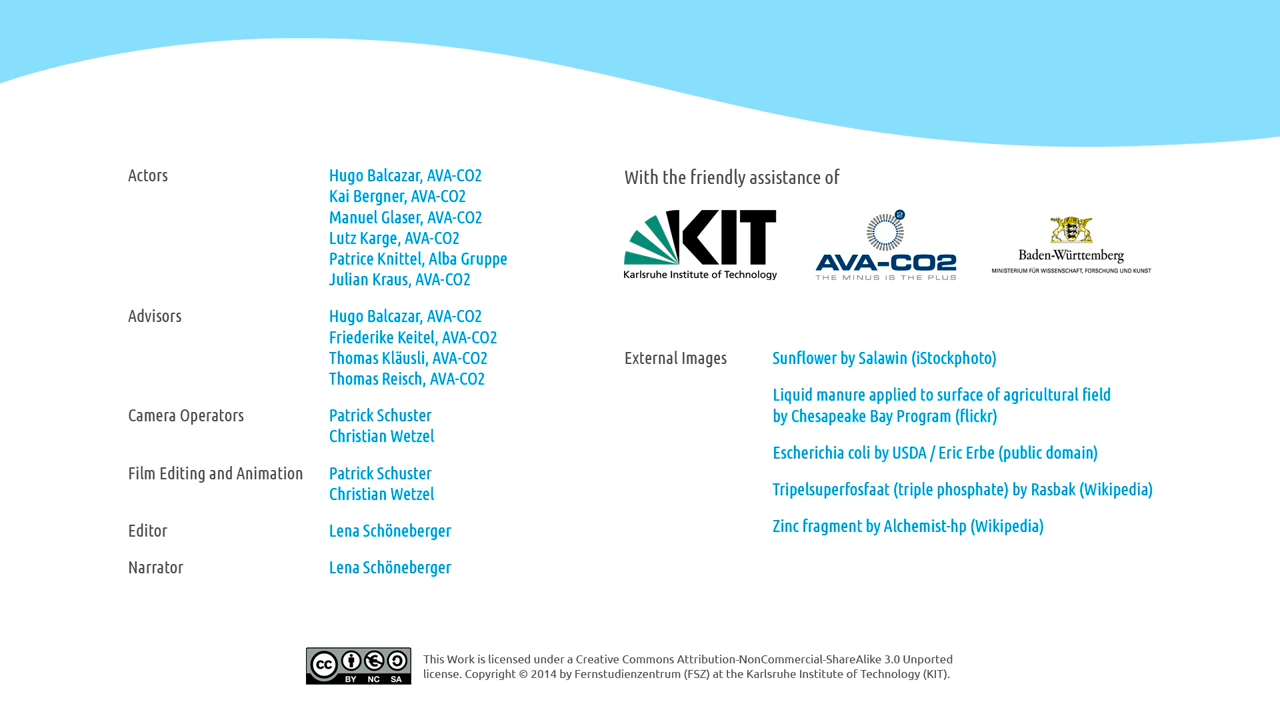 Actors
Hugo Balcazar, AVA-CO2
Kai Bergner, AVA-CO2
Manuel Glaser, AVA-CO2
Lutz Karge, AVA-CO2
Patrice Knittel, Alba Gruppe
Julian Kraus, AVA-CO2
Advisors
Hugo Balcazar, AVA-CO2
Friederike Keitel, AVA-CO2
Thomas Kläusli, AVA-CO2
Thomas Reisch, AVA-CO2
Camera Operators
Patrick Schuster
Christian Wetzel
Film Editing and Animation
Patrick Schuster
Christian Wetzel
Editor
Lena Schöneberger
Narrator
Lena Schöneberger
With the friendly assistance of
KIT
Karlsruhe Institute of Technology
AVA-CO2
THE MINUS IS THE PLUS
Baden-Württemberg
MINISTERIUM FÜR WISSENSCHAFT, FORSCHUNG UND KUNST
External Images
Sunflower by Salawin (iStockphoto)
Liquid manure applied to surface of agricultural field
by Chesapeake Bay Program (flickr)
Escherichia coli by USDA / Eric Erbe (public domain)
Tripelsuperfosfaat (triple phosphate) by Rasbak (Wikipedia)
Zinc fragment by Alchemist-hp (Wikipedia)
cc
BY NC SA
This Work is licensed under a Creative Commons Attribution-NonCommercial-ShareAlike 3.0 Unported
license. Copyright © 2014 by Fernstudienzentrum (FSZ) at the Karlsruhe Institute of Technology (KIT).